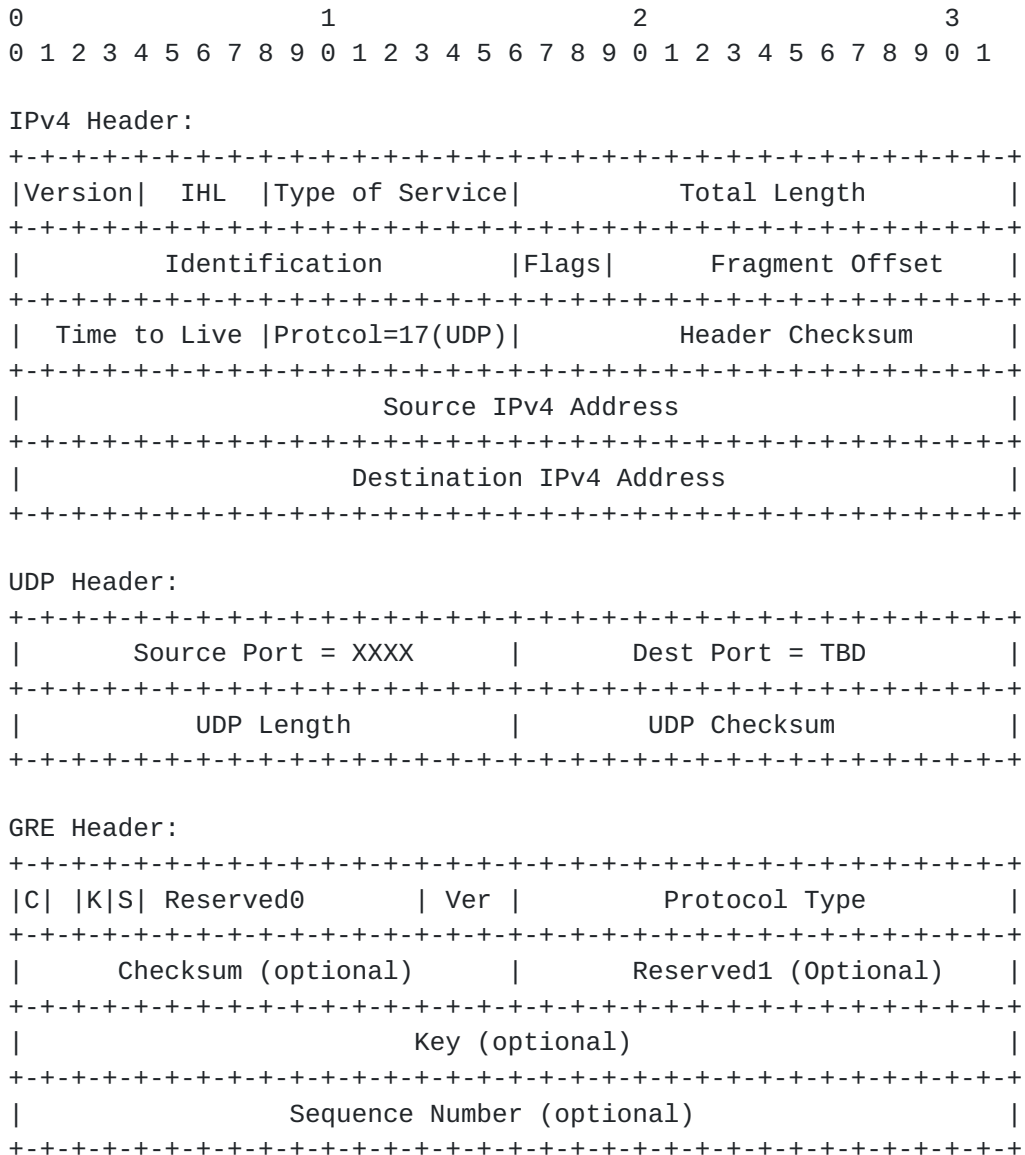 0                   1                   2                   3
0 1 2 3 4 5 6 7 8 9 0 1 2 3 4 5 6 7 8 9 0 1 2 3 4 5 6 7 8 9 0 1

IPv4 Header:
+-+-+-+-+-+-+-+-+-+-+-+-+-+-+-+-+-+-+-+-+-+-+-+-+-+-+-+-+-+-+-+-+
|Version|  IHL  |Type of Service|          Total Length         |
+-+-+-+-+-+-+-+-+-+-+-+-+-+-+-+-+-+-+-+-+-+-+-+-+-+-+-+-+-+-+-+-+
|         Identification        |Flags|      Fragment Offset    |
+-+-+-+-+-+-+-+-+-+-+-+-+-+-+-+-+-+-+-+-+-+-+-+-+-+-+-+-+-+-+-+-+
|  Time to Live |Protcol=17(UDP)|          Header Checksum      |
+-+-+-+-+-+-+-+-+-+-+-+-+-+-+-+-+-+-+-+-+-+-+-+-+-+-+-+-+-+-+-+-+
|                       Source IPv4 Address                     |
+-+-+-+-+-+-+-+-+-+-+-+-+-+-+-+-+-+-+-+-+-+-+-+-+-+-+-+-+-+-+-+-+
|                     Destination IPv4 Address                  |
+-+-+-+-+-+-+-+-+-+-+-+-+-+-+-+-+-+-+-+-+-+-+-+-+-+-+-+-+-+-+-+-+

UDP Header:
+-+-+-+-+-+-+-+-+-+-+-+-+-+-+-+-+-+-+-+-+-+-+-+-+-+-+-+-+-+-+-+-+
|       Source Port = XXXX      |       Dest Port = TBD         |
+-+-+-+-+-+-+-+-+-+-+-+-+-+-+-+-+-+-+-+-+-+-+-+-+-+-+-+-+-+-+-+-+
|           UDP Length          |        UDP Checksum           |
+-+-+-+-+-+-+-+-+-+-+-+-+-+-+-+-+-+-+-+-+-+-+-+-+-+-+-+-+-+-+-+-+

GRE Header:
+-+-+-+-+-+-+-+-+-+-+-+-+-+-+-+-+-+-+-+-+-+-+-+-+-+-+-+-+-+-+-+-+
|C| |K|S| Reserved0       | Ver |         Protocol Type         |
+-+-+-+-+-+-+-+-+-+-+-+-+-+-+-+-+-+-+-+-+-+-+-+-+-+-+-+-+-+-+-+-+
|      Checksum (optional)      |       Reserved1 (Optional)    |
+-+-+-+-+-+-+-+-+-+-+-+-+-+-+-+-+-+-+-+-+-+-+-+-+-+-+-+-+-+-+-+-+
|                         Key (optional)                        |
+-+-+-+-+-+-+-+-+-+-+-+-+-+-+-+-+-+-+-+-+-+-+-+-+-+-+-+-+-+-+-+-+
|                 Sequence Number (optional)                    |
+-+-+-+-+-+-+-+-+-+-+-+-+-+-+-+-+-+-+-+-+-+-+-+-+-+-+-+-+-+-+-+-+